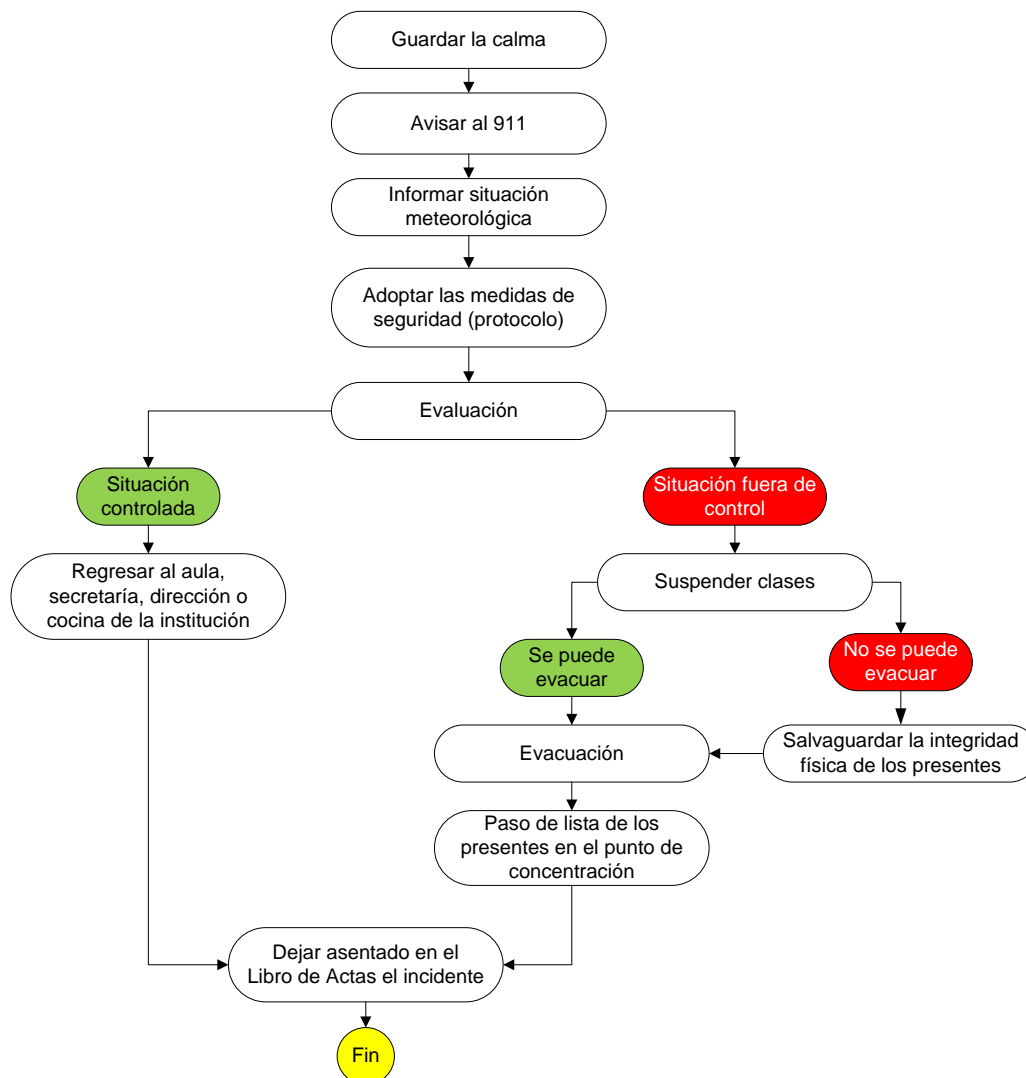 Guardar la calma
Avisar al 911
Informar situación
meteorológica
Adoptar las medidas de
seguridad (protocolo)
Evaluación
Situación
controlada
Situación fuera de
control
Regresar al aula,
secretaría, dirección o
cocina de la institución
Suspender clases
Se puede
evacuar
No se puede
evacuar
Evacuación
Salvaguardar la integridad
física de los presentes
Paso de lista de los
presentes en el punto de
concentración
Dejar asentado en el
Libro de Actas el incidente
Fin